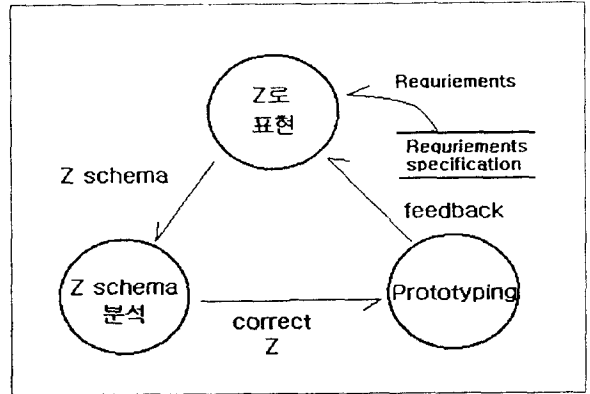 Z로
표현
Requriements
Requriements
specification
Z schema
feedback
Z schema
분석
Prototyping
correct
Z